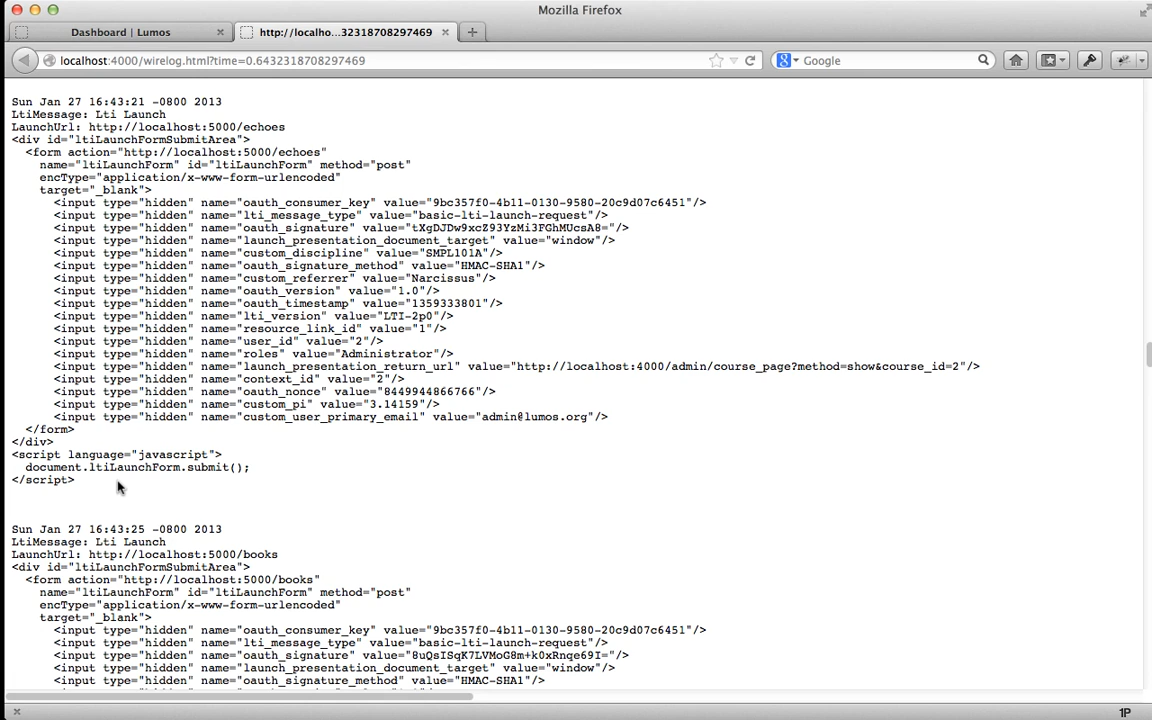 Mozilla Firefox
Dashboard | Lumos
http://localho...32318708297469
localhost:4000/wirelog.html?time=0.6432318708297469
Google
Sun Jan 27 16:43:21 -0800 2013
LtiMessage: Lti Launch
LaunchUrl: http://localhost:5000/echoes
<div id="ltiLaunchFormSubmitArea">
<form action="http://localhost:5000/echoes"
name="ltiLaunchForm" id="ltiLaunchForm" method="post"
encType="application/x-www-form-urlencoded"
target="_blank">
<input type="hidden" name="oauth_consumer_key" value="9bc357f0-4b11-0130-9580-20c9d07c6451"/>
<input type="hidden" name="lti_message_type" value="basic-lti-launch-request"/>
<input type="hidden" name="oauth_signature" value="tXgDJDw9xcZ93YzMi3FGhMUcsA8="/>
<input type="hidden" name="launch_presentation_document_target" value="window"/>
<input type="hidden" name="custom_discipline" value="SMPL101A"/>
<input type="hidden" name="oauth_signature_method" value="HMAC-SHA1"/>
<input type="hidden" name="custom_referrer" value="Narcissus"/>
<input type="hidden" name="oauth_version" value="1.0"/>
<input type="hidden" name="oauth_timestamp" value="1359333801"/>
<input type="hidden" name="lti_version" value="LTI-2p0"/>
<input type="hidden" name="resource_link_id" value="1"/>
<input type="hidden" name="user_id" value="2"/>
<input type="hidden" name="roles" value="Administrator"/>
<input type="hidden" name="launch_presentation_return_url" value="http://localhost:4000/admin/course_page?method=show&course_id=2"/>
<input type="hidden" name="context_id" value="2"/>
<input type="hidden" name="oauth_nonce" value="8449944866766"/>
<input type="hidden" name="custom_pi" value="3.14159"/>
<input type="hidden" name="custom_user_primary_email" value="admin@lumos.org"/>
</form>
</div>
<script language="javascript">
document.ltiLaunchForm.submit();
</script>
Sun Jan 27 16:43:25 -0800 2013
LtiMessage: Lti Launch
LaunchUrl: http://localhost:5000/books
<div id="ltiLaunchFormSubmitArea">
<form action="http://localhost:5000/books"
name="ltiLaunchForm" id="ltiLaunchForm" method="post"
encType="application/x-www-form-urlencoded"
target="_blank">
<input type="hidden" name="oauth_consumer_key" value="9bc357f0-4b11-0130-9580-20c9d07c6451"/>
<input type="hidden" name="lti_message_type" value="basic-lti-launch-request"/>
<input type="hidden" name="oauth_signature" value="8uQsISqK7LVMoG8m+k0xRnqe69I="/>
<input type="hidden" name="launch_presentation_document_target" value="window"/>
<input type="hidden" name="oauth_signature_method" value="HMAC-SHA1"/>
1P